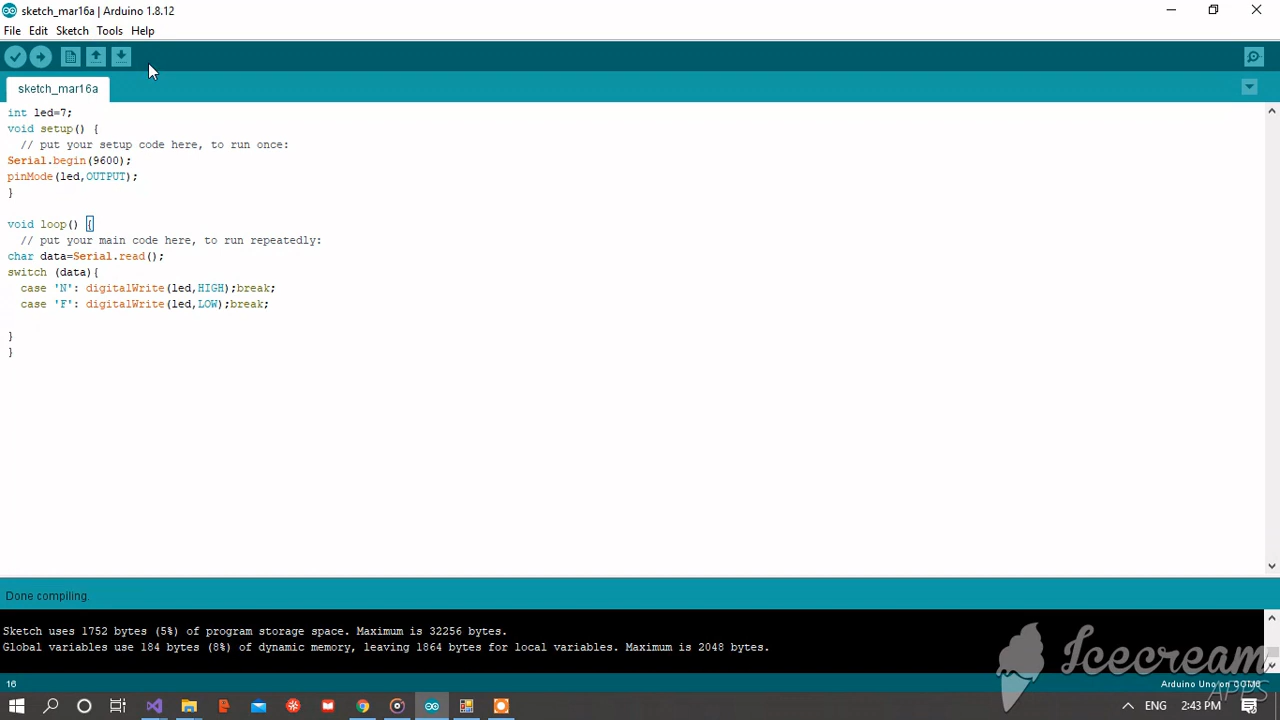 sketch_mar16a | Arduino 1.8.12
File Edit Sketch Tools Help
sketch_mar16a
int led=7;
void setup() {
  // put your setup code here, to run once:
Serial.begin(9600);
pinMode(led,OUTPUT);
}
void loop() {
  // put your main code here, to run repeatedly:
char data=Serial.read();
switch (data){
  case 'N': digitalWrite(led,HIGH);break;
  case 'F': digitalWrite(led,LOW);break;
}
}
Done compiling.
Sketch uses 1752 bytes (5%) of program storage space. Maximum is 32256 bytes.
Global variables use 184 bytes (8%) of dynamic memory, leaving 1864 bytes for local variables. Maximum is 2048 bytes.
Icecream
APPS
16
Arduino Uno on
ENG 2:43 PM